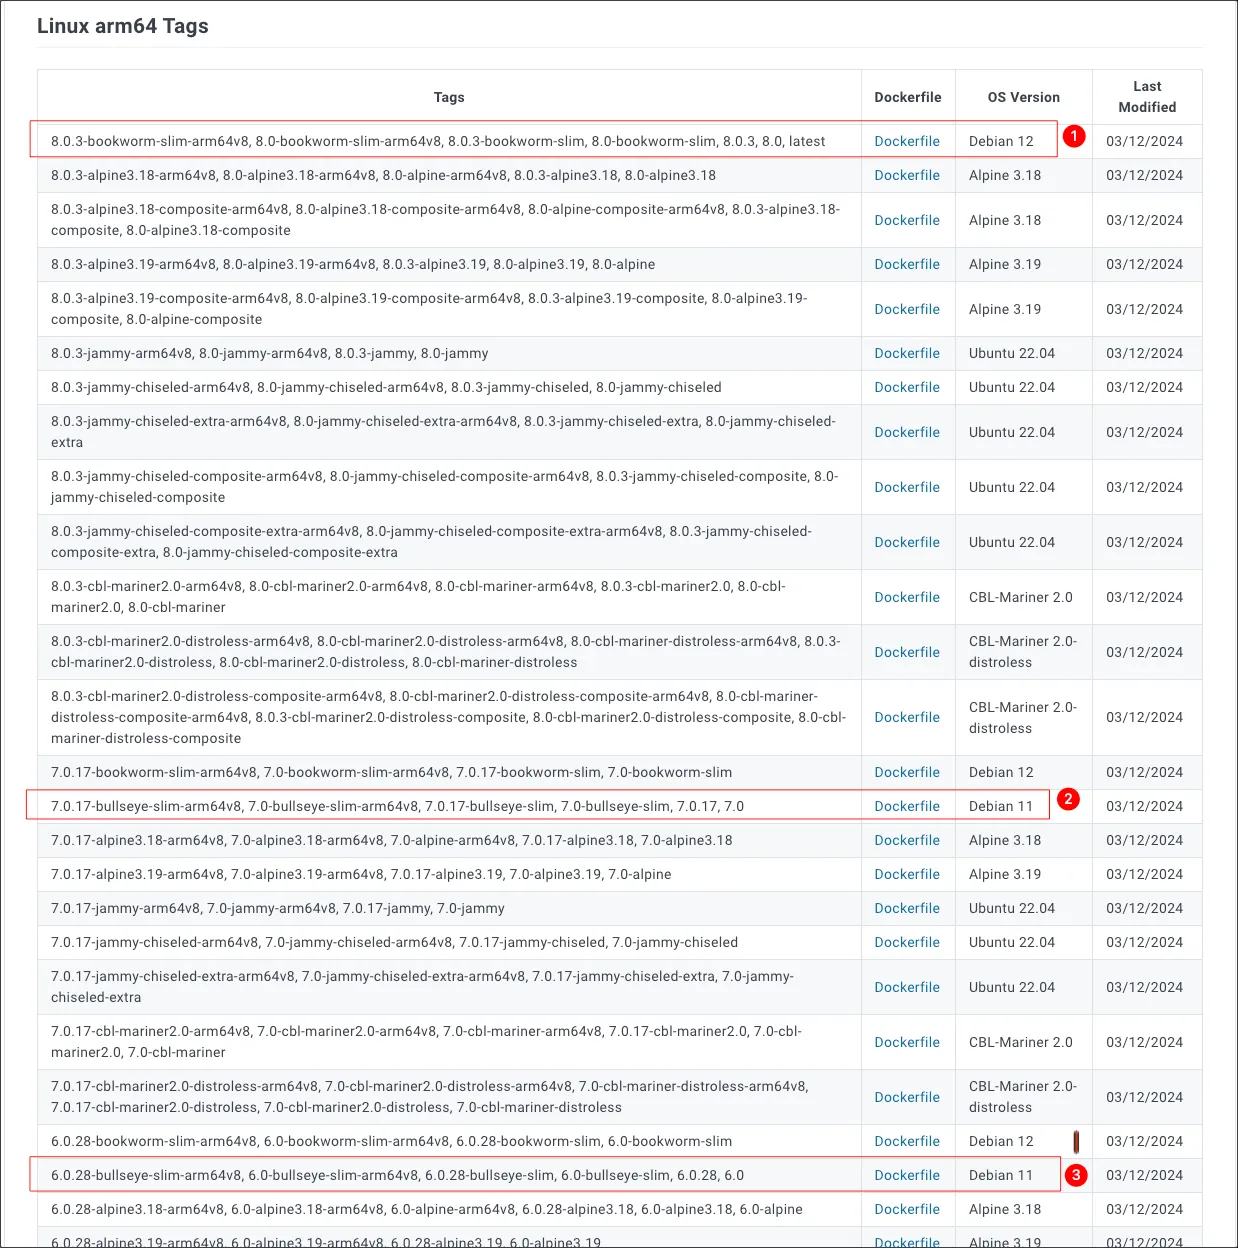 Linux arm64 Tags
Tags Dockerfile OS Version Last
Modified
8.0.3-bookworm-slim-arm64v8, 8.0-bookworm-slim-arm64v8, 8.0.3-bookworm-slim, 8.0-bookworm-slim, 8.0.3, 8.0, latest Dockerfile Debian 12 1 03/12/2024
8.0.3-alpine3.18-arm64v8, 8.0-alpine3.18-arm64v8, 8.0-alpine-arm64v8, 8.0.3-alpine3.18, 8.0-alpine3.18 Dockerfile Alpine 3.18 03/12/2024
8.0.3-alpine3.18-composite-arm64v8, 8.0-alpine3.18-composite-arm64v8, 8.0-alpine-composite-arm64v8, 8.0.3-alpine3.18-
composite, 8.0-alpine3.18-composite Dockerfile Alpine 3.18 03/12/2024
8.0.3-alpine3.19-arm64v8, 8.0-alpine3.19-arm64v8, 8.0.3-alpine3.19, 8.0-alpine3.19, 8.0-alpine Dockerfile Alpine 3.19 03/12/2024
8.0.3-alpine3.19-composite-arm64v8, 8.0-alpine3.19-composite-arm64v8, 8.0.3-alpine3.19-composite, 8.0-alpine3.19-
composite, 8.0-alpine-composite Dockerfile Alpine 3.19 03/12/2024
8.0.3-jammy-arm64v8, 8.0-jammy-arm64v8, 8.0.3-jammy, 8.0-jammy Dockerfile Ubuntu 22.04 03/12/2024
8.0.3-jammy-chiseled-arm64v8, 8.0-jammy-chiseled-arm64v8, 8.0.3-jammy-chiseled, 8.0-jammy-chiseled Dockerfile Ubuntu 22.04 03/12/2024
8.0.3-jammy-chiseled-extra-arm64v8, 8.0-jammy-chiseled-extra-arm64v8, 8.0.3-jammy-chiseled-extra, 8.0-jammy-chiseled-
extra Dockerfile Ubuntu 22.04 03/12/2024
8.0.3-jammy-chiseled-composite-arm64v8, 8.0-jammy-chiseled-composite-arm64v8, 8.0.3-jammy-chiseled-composite, 8.0-
jammy-chiseled-composite Dockerfile Ubuntu 22.04 03/12/2024
8.0.3-jammy-chiseled-composite-extra-arm64v8, 8.0-jammy-chiseled-composite-extra-arm64v8, 8.0.3-jammy-chiseled-
composite-extra, 8.0-jammy-chiseled-composite-extra Dockerfile Ubuntu 22.04 03/12/2024
8.0.3-cbl-mariner2.0-arm64v8, 8.0-cbl-mariner2.0-arm64v8, 8.0-cbl-mariner-arm64v8, 8.0.3-cbl-mariner2.0, 8.0-cbl-
mariner2.0, 8.0-cbl-mariner Dockerfile CBL-Mariner 2.0 03/12/2024
8.0.3-cbl-mariner2.0-distroless-arm64v8, 8.0-cbl-mariner2.0-distroless-arm64v8, 8.0-cbl-mariner-distroless-arm64v8, 8.0.3-
cbl-mariner2.0-distroless, 8.0-cbl-mariner2.0-distroless, 8.0-cbl-mariner-distroless Dockerfile CBL-Mariner 2.0-
distroless 03/12/2024
8.0.3-cbl-mariner2.0-distroless-composite-arm64v8, 8.0-cbl-mariner2.0-distroless-composite-arm64v8, 8.0-cbl-mariner-
distroless-composite-arm64v8, 8.0.3-cbl-mariner2.0-distroless-composite, 8.0-cbl-mariner2.0-distroless-composite, 8.0-cbl-
mariner-distroless-composite Dockerfile CBL-Mariner 2.0-
distroless 03/12/2024
7.0.17-bookworm-slim-arm64v8, 7.0-bookworm-slim-arm64v8, 7.0.17-bookworm-slim, 7.0-bookworm-slim Dockerfile Debian 12 03/12/2024
7.0.17-bullseye-slim-arm64v8, 7.0-bullseye-slim-arm64v8, 7.0.17-bullseye-slim, 7.0-bullseye-slim, 7.0.17, 7.0 Dockerfile Debian 11 2 03/12/2024
7.0.17-alpine3.18-arm64v8, 7.0-alpine3.18-arm64v8, 7.0-alpine-arm64v8, 7.0.17-alpine3.18, 7.0-alpine3.18 Dockerfile Alpine 3.18 03/12/2024
7.0.17-alpine3.19-arm64v8, 7.0-alpine3.19-arm64v8, 7.0.17-alpine3.19, 7.0-alpine3.19, 7.0-alpine Dockerfile Alpine 3.19 03/12/2024
7.0.17-jammy-arm64v8, 7.0-jammy-arm64v8, 7.0.17-jammy, 7.0-jammy Dockerfile Ubuntu 22.04 03/12/2024
7.0.17-jammy-chiseled-arm64v8, 7.0-jammy-chiseled-arm64v8, 7.0.17-jammy-chiseled, 7.0-jammy-chiseled Dockerfile Ubuntu 22.04 03/12/2024
7.0.17-jammy-chiseled-extra-arm64v8, 7.0-jammy-chiseled-extra-arm64v8, 7.0.17-jammy-chiseled-extra, 7.0-jammy-
chiseled-extra Dockerfile Ubuntu 22.04 03/12/2024
7.0.17-cbl-mariner2.0-arm64v8, 7.0-cbl-mariner2.0-arm64v8, 7.0-cbl-mariner-arm64v8, 7.0.17-cbl-mariner2.0, 7.0-cbl-
mariner2.0, 7.0-cbl-mariner Dockerfile CBL-Mariner 2.0 03/12/2024
7.0.17-cbl-mariner2.0-distroless-arm64v8, 7.0-cbl-mariner2.0-distroless-arm64v8, 7.0-cbl-mariner-distroless-arm64v8,
7.0.17-cbl-mariner2.0-distroless, 7.0-cbl-mariner2.0-distroless, 7.0-cbl-mariner-distroless Dockerfile CBL-Mariner 2.0-
distroless 03/12/2024
6.0.28-bookworm-slim-arm64v8, 6.0-bookworm-slim-arm64v8, 6.0.28-bookworm-slim, 6.0-bookworm-slim Dockerfile Debian 12 03/12/2024
6.0.28-bullseye-slim-arm64v8, 6.0-bullseye-slim-arm64v8, 6.0.28-bullseye-slim, 6.0-bullseye-slim, 6.0.28, 6.0 Dockerfile Debian 11 3 03/12/2024
6.0.28-alpine3.18-arm64v8, 6.0-alpine3.18-arm64v8, 6.0-alpine-arm64v8, 6.0.28-alpine3.18, 6.0-alpine3.18, 6.0-alpine Dockerfile Alpine 3.18 03/12/2024
6.0.28-alpine3.19-arm64v8, 6.0-alpine3.19-arm64v8, 6.0.28-alpine3.19, 6.0-alpine3.19 Dockerfile Alpine 3.19 03/12/2024